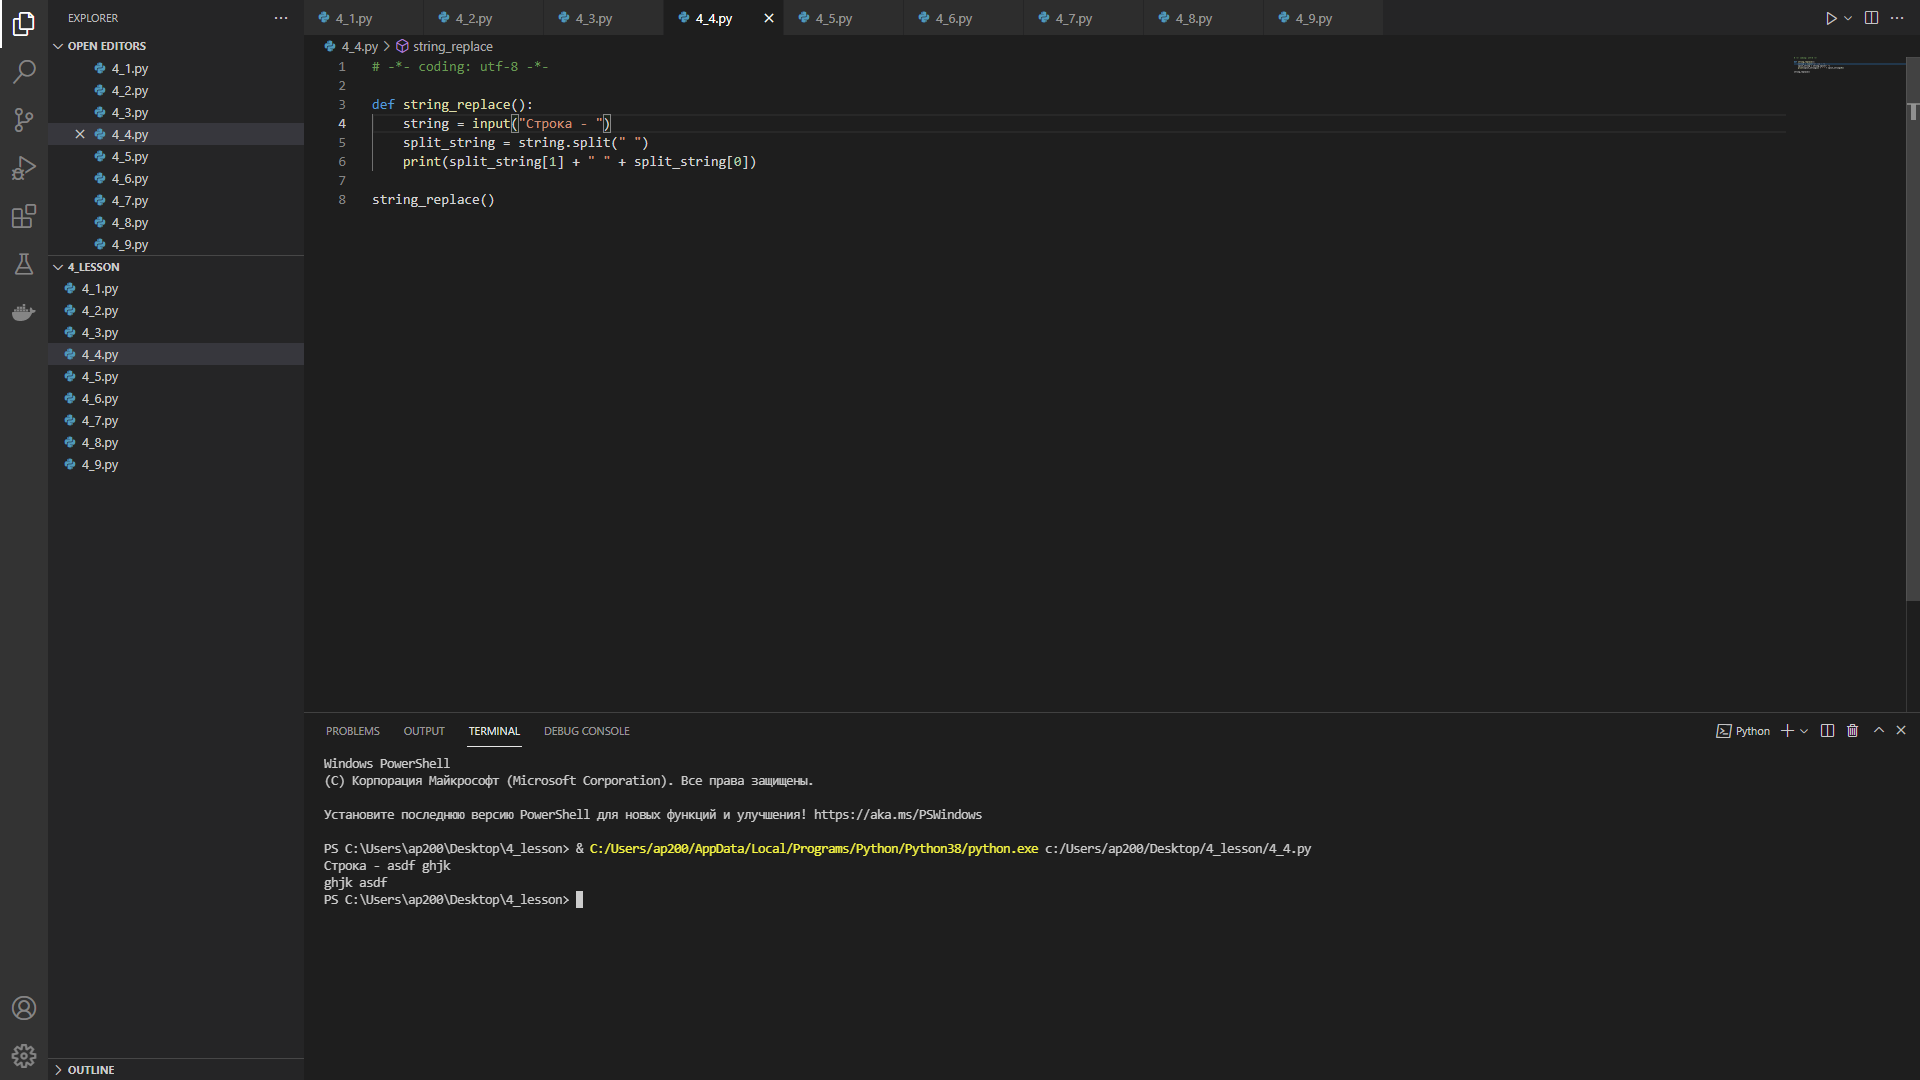 EXPLORER
OPEN EDITORS
4_1.py
4_2.py
4_3.py
4_4.py
4_5.py
4_6.py
4_7.py
4_8.py
4_9.py
4_LESSON
4_1.py
4_2.py
4_3.py
4_4.py
4_5.py
4_6.py
4_7.py
4_8.py
4_9.py
OUTLINE
4_1.py 4_2.py 4_3.py 4_4.py 4_5.py 4_6.py 4_7.py 4_8.py 4_9.py
4_4.py > string_replace
1 # -*- coding: utf-8 -*-
2
3 def string_replace():
4     string = input("Строка - ")
5     split_string = string.split(" ")
6     print(split_string[1] + " " + split_string[0])
7
8 string_replace()
PROBLEMS OUTPUT TERMINAL DEBUG CONSOLE Python
Windows PowerShell
(C) Корпорация Майкрософт (Microsoft Corporation). Все права защищены.
Установите последнюю версию PowerShell для новых функций и улучшения! https://aka.ms/PSWindows
PS C:\Users\ap200\Desktop\4_lesson> & C:/Users/ap200/AppData/Local/Programs/Python/Python38/python.exe c:/Users/ap200/Desktop/4_lesson/4_4.py
Строка - asdf ghjk
ghjk asdf
PS C:\Users\ap200\Desktop\4_lesson>